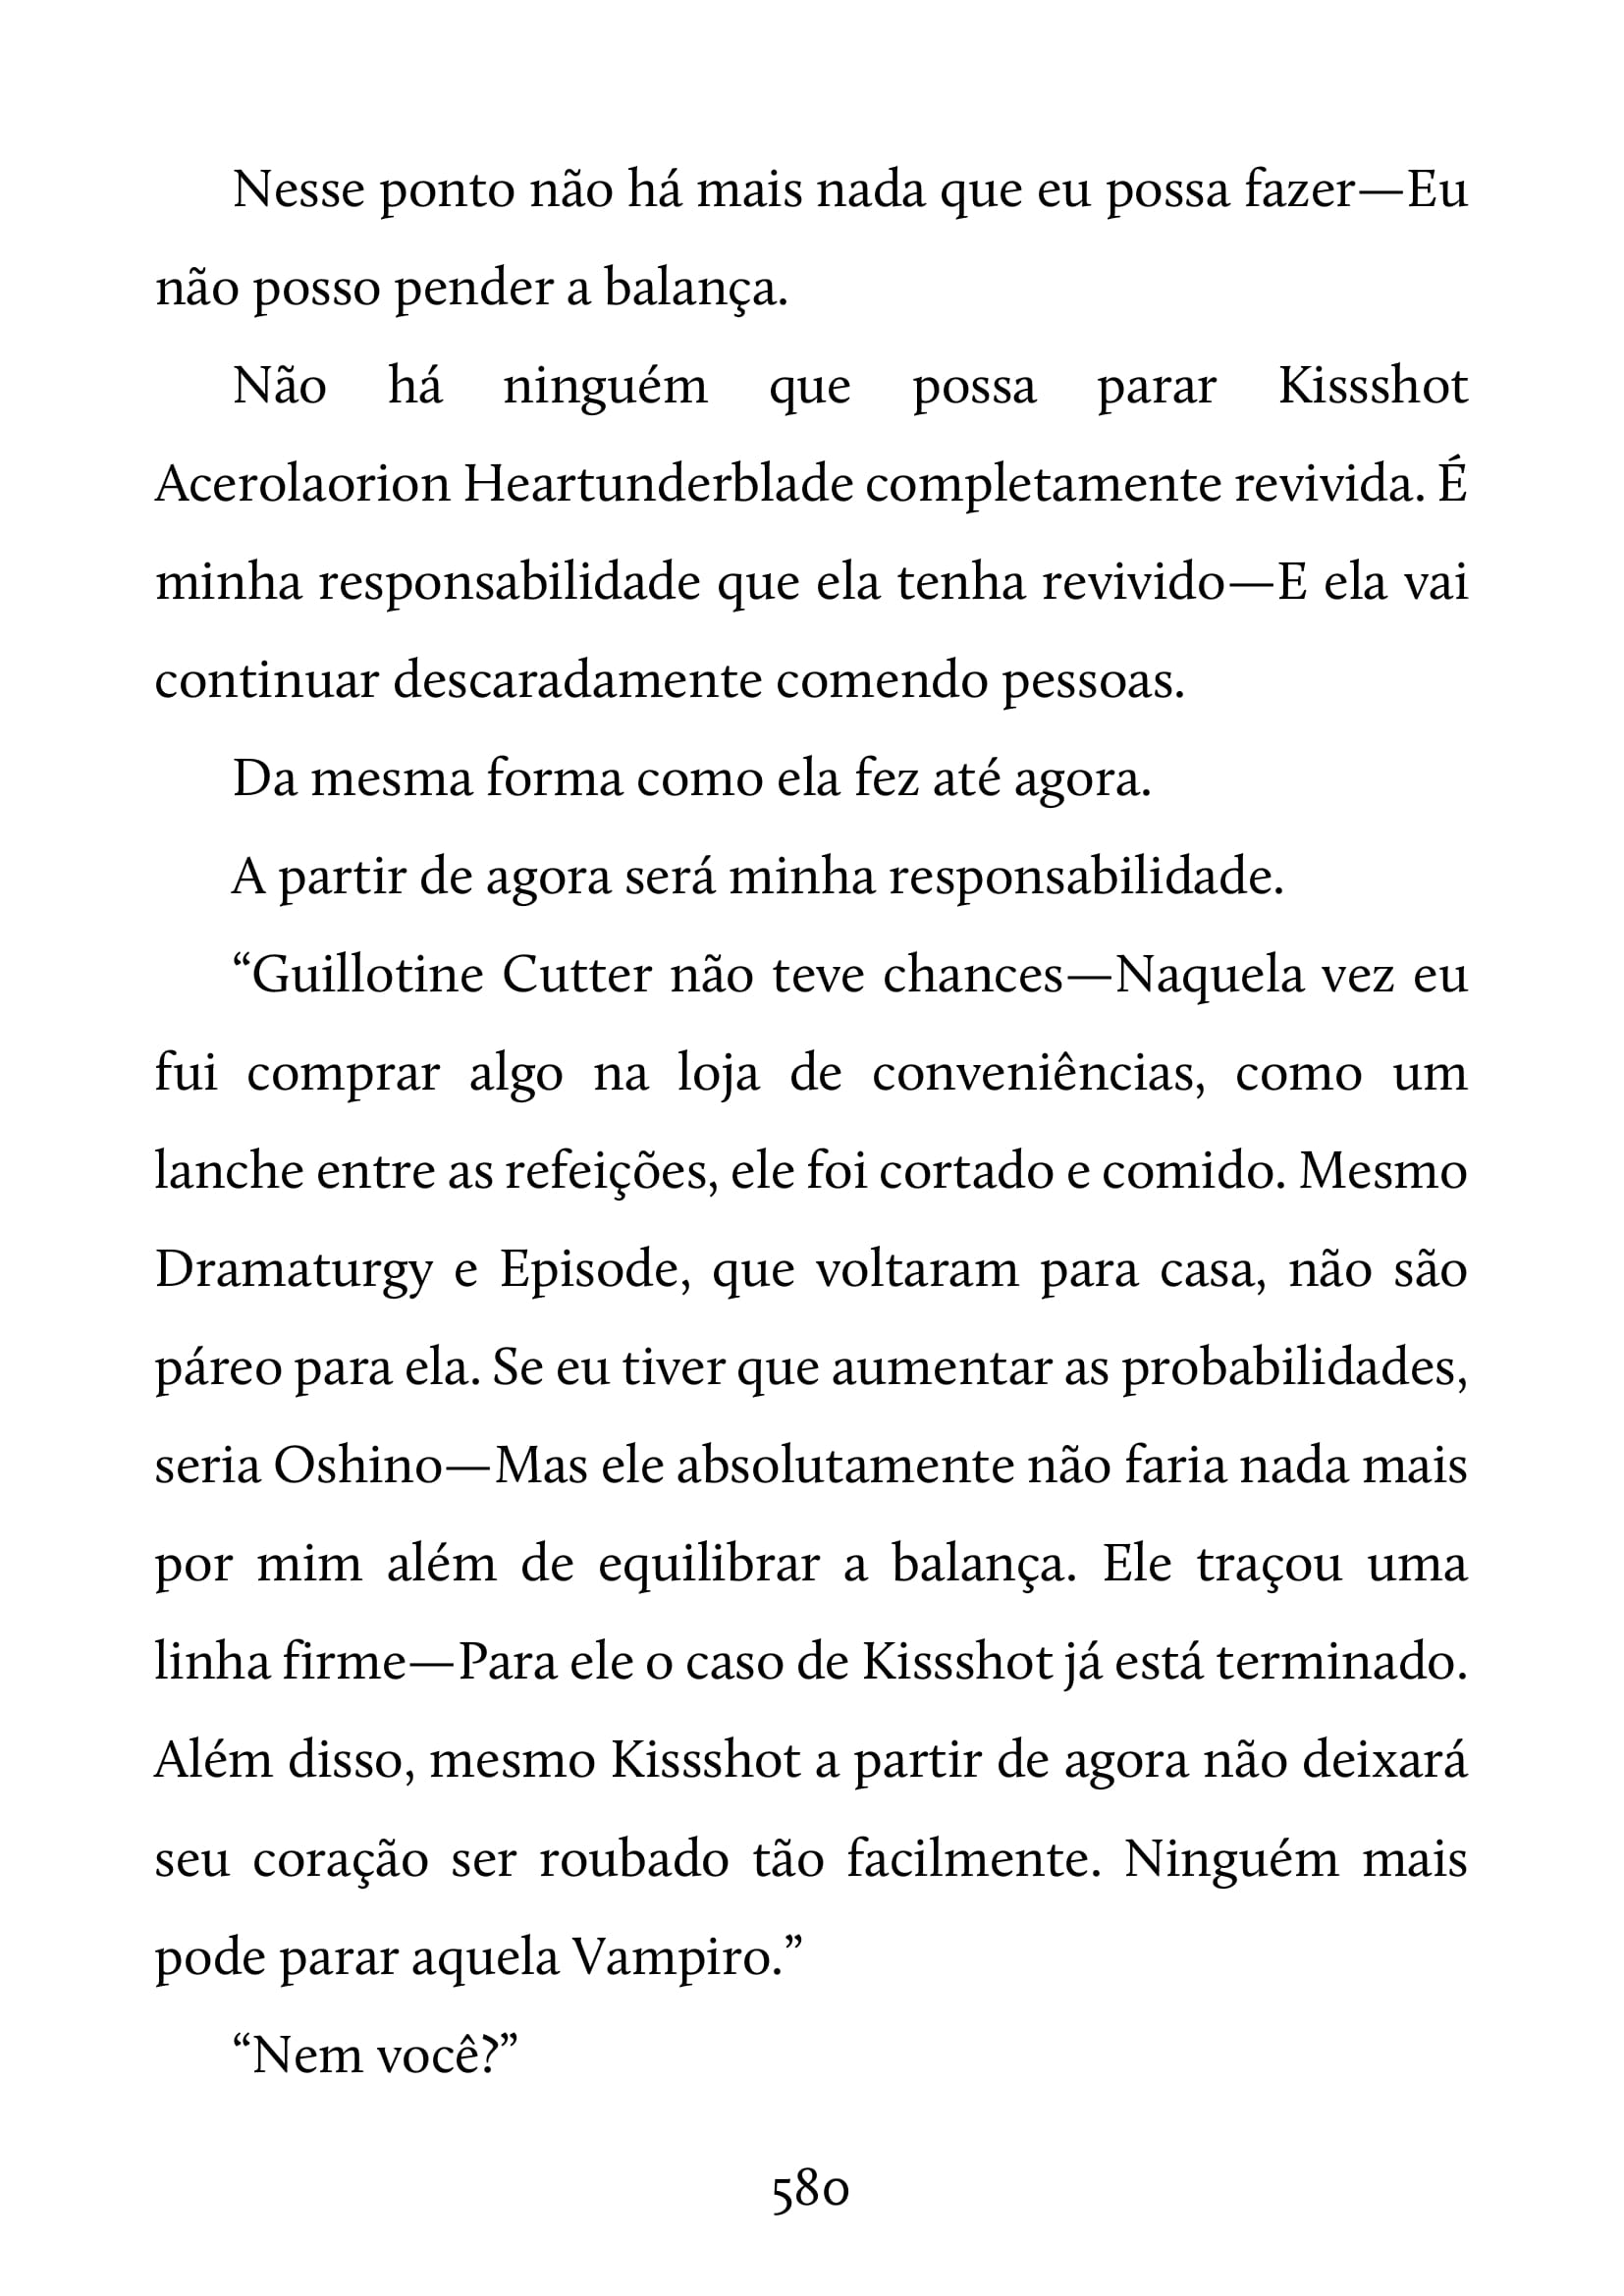 Nesse ponto não há mais nada que eu possa fazer—Eu
não posso pender a balança.
Não há ninguém que possa parar Kissshot
Acerolaorion Heartunderblade completamente revivida. É
minha responsabilidade que ela tenha revivido—E ela vai
continuar descaradamente comendo pessoas.
Da mesma forma como ela fez até agora.
A partir de agora será minha responsabilidade.
“Guillotine Cutter não teve chances—Naquela vez eu
fui comprar algo na loja de conveniências, como um
lanche entre as refeições, ele foi cortado e comido. Mesmo
Dramaturgy e Episode, que voltaram para casa, não são
páreo para ela. Se eu tiver que aumentar as probabilidades,
seria Oshino—Mas ele absolutamente não faria nada mais
por mim além de equilibrar a balança. Ele traçou uma
linha firme—Para ele o caso de Kissshot já está terminado.
Além disso, mesmo Kissshot a partir de agora não deixará
seu coração ser roubado tão facilmente. Ninguém mais
pode parar aquela Vampiro.”
“Nem você?”
580